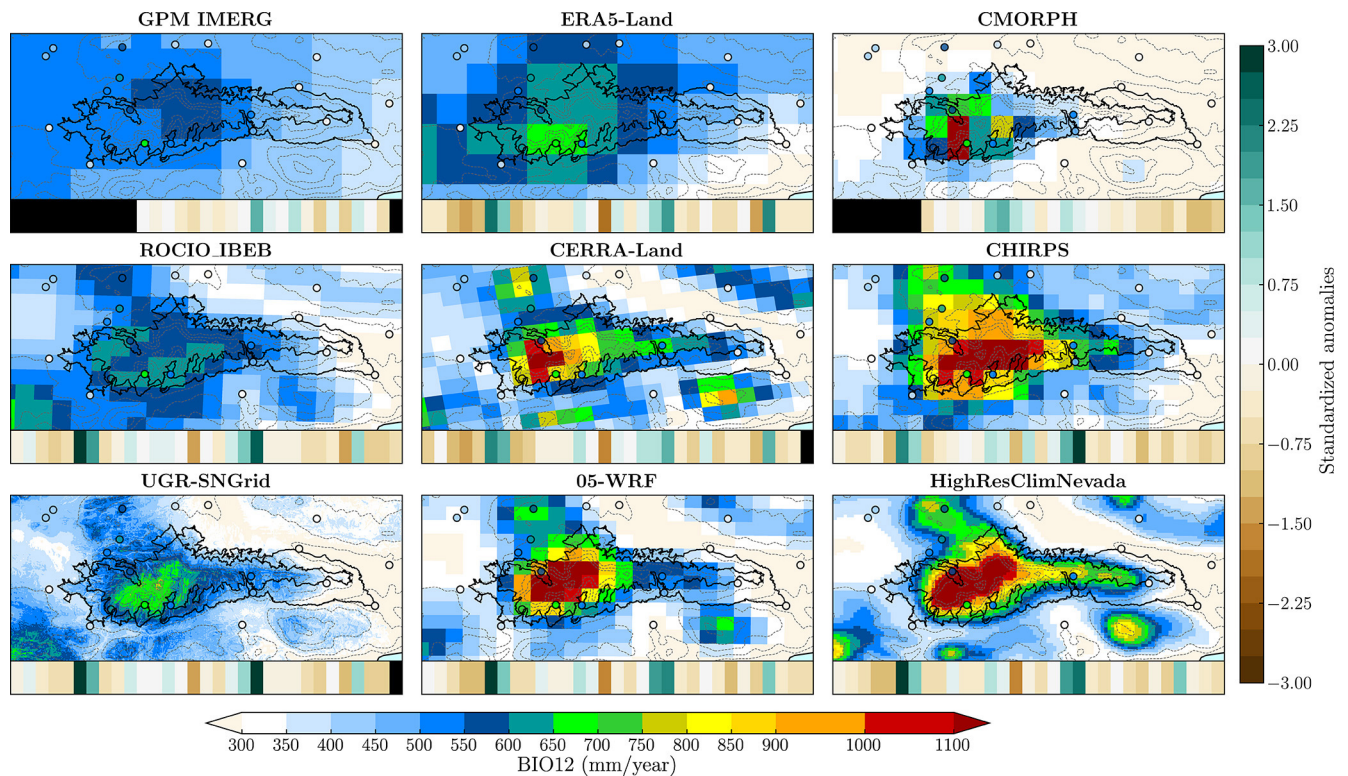 GPM IMERG
ERA5-Land
CMORPH
ROCIO_IBEB
CERRA-Land
CHIRPS
UGR-SNGrid
05-WRF
HighResClimNevada
3.00
2.25
1.50
0.75
0.00
−0.75
−1.50
−2.25
−3.00
Standardized anomalies
300 350 400 450 500 550 600 650 700 750 800 850 900 1000 1100
BIO12 (mm/year)